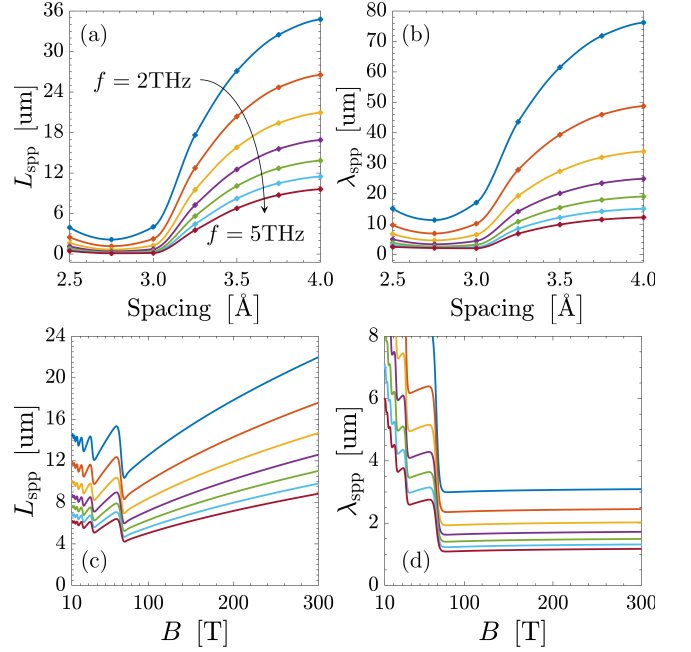 36
30
24
18
12
6
0
L_spp [um]
(a)
f = 2THz
f = 5THz
2.5 3.0 3.5 4.0
Spacing [Å]
80
70
60
50
40
30
20
10
0
λ_spp [um]
(b)
2.5 3.0 3.5 4.0
Spacing [Å]
24
20
16
12
8
4
0
L_spp [um]
(c)
10 100 200 300
B [T]
8
6
4
2
0
λ_spp [um]
(d)
10 100 200 300
B [T]